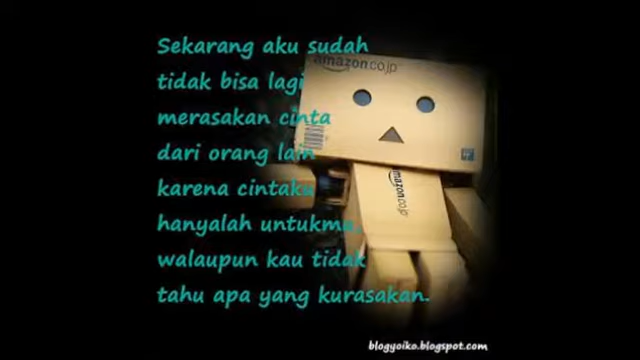 Sekarang aku sudah
tidak bisa lagi
merasakan cinta
dari orang lain
karena cintaku
hanyalah untukmu,
walaupun kau tidak
tahu apa yang kurasakan.
amazon.co.jp
amazon.co.jp
blogyoiko.blogspot.com